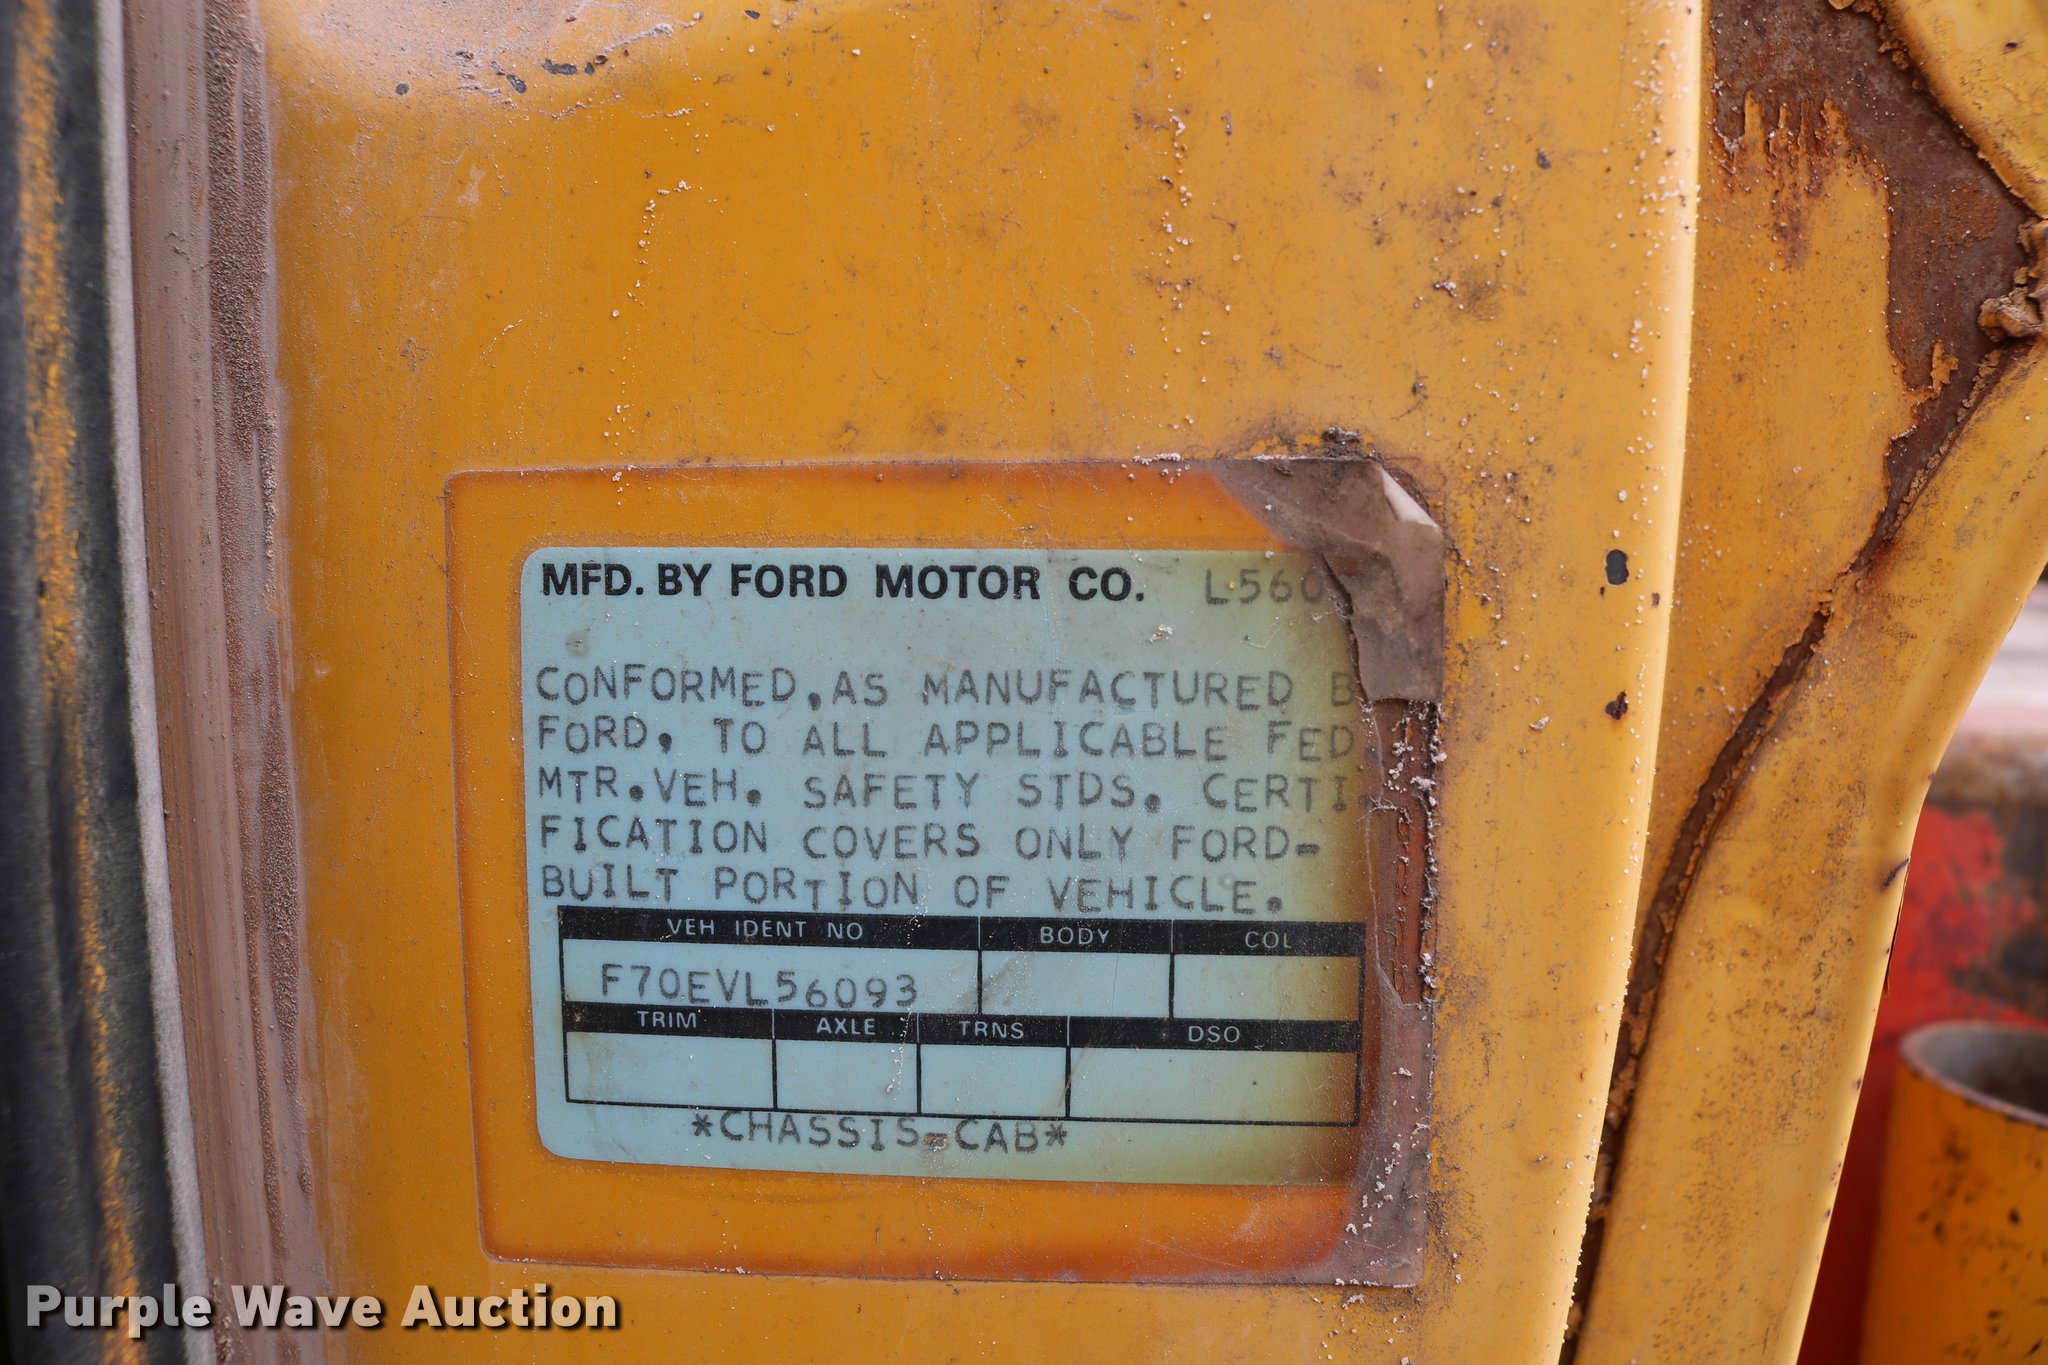 MFD. BY FORD MOTOR CO. L560
CONFORMED, AS MANUFACTURED B
FORD, TO ALL APPLICABLE FED.
MTR. VEH. SAFETY STDS. CERTI-
FICATION COVERS ONLY FORD-
BUILT PORTION OF VEHICLE.
VEH IDENT NO BODY COL
F70EVL56093
TRIM AXLE TRNS DSO
*CHASSIS-CAB*
Purple Wave Auction